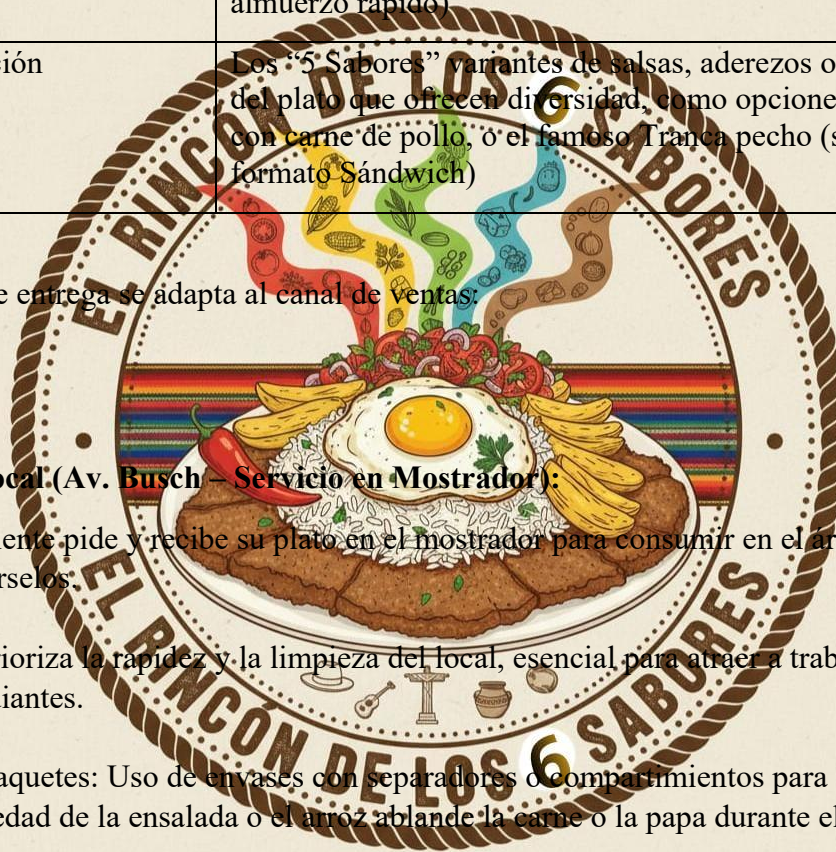 almuerzo rápido)
ción
Los “5 Sabores” variantes de salsas, aderezos o
del plato que ofrecen diversidad, como opcione
con carne de pollo, o el famoso Tranca pecho (s
formato Sándwich)
e entrega se adapta al canal de ventas:
ocal (Av. Busch – Servicio en Mostrador):
iente pide y recibe su plato en el mostrador para consumir en el ár
árselos.
rioriza la rapidez y la limpieza del local, esencial para atraer a trab
diantes.
aquetes: Uso de envases con separadores o compartimientos para
edad de la ensalada o el arroz ablande la carne o la papa durante el
EL RINCÓN DE LOS 6 SABORES
EL RINCÓN DE LOS 6 SABORES